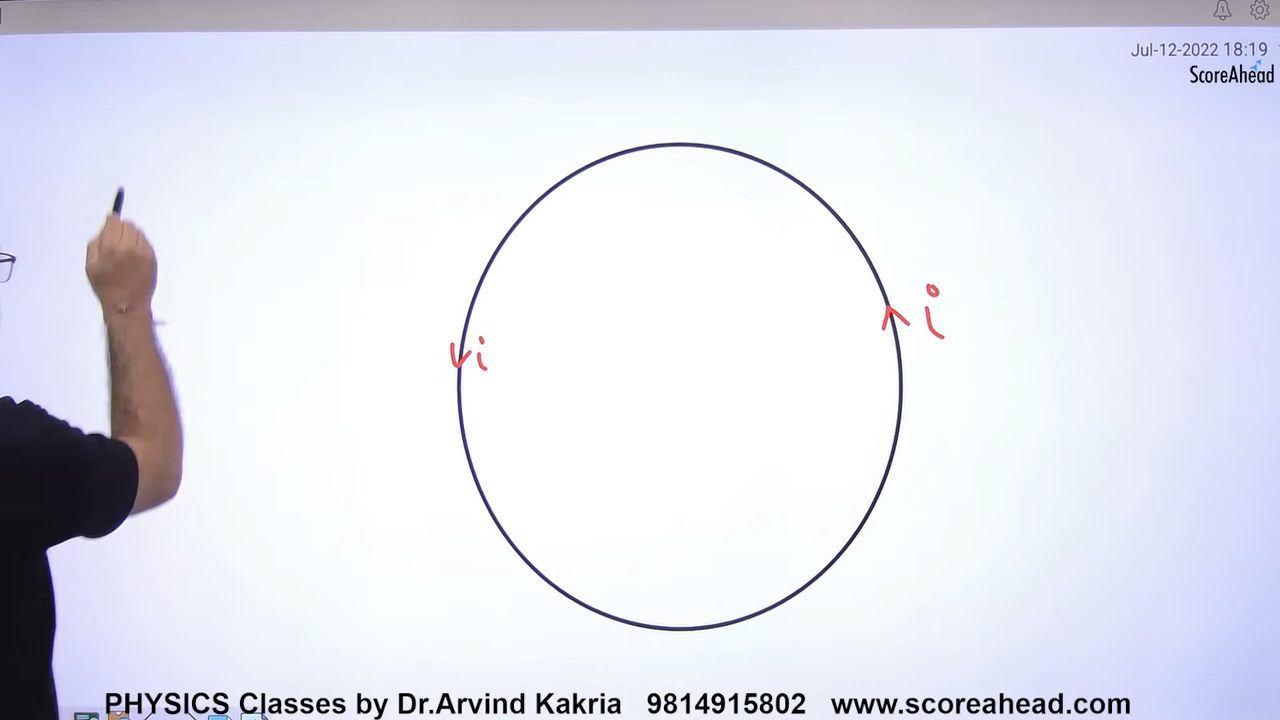 Jul-12-2022 18:19
ScoreAhead
i
i
PHYSICS Classes by Dr.Arvind Kakria 9814915802 www.scoreahead.com